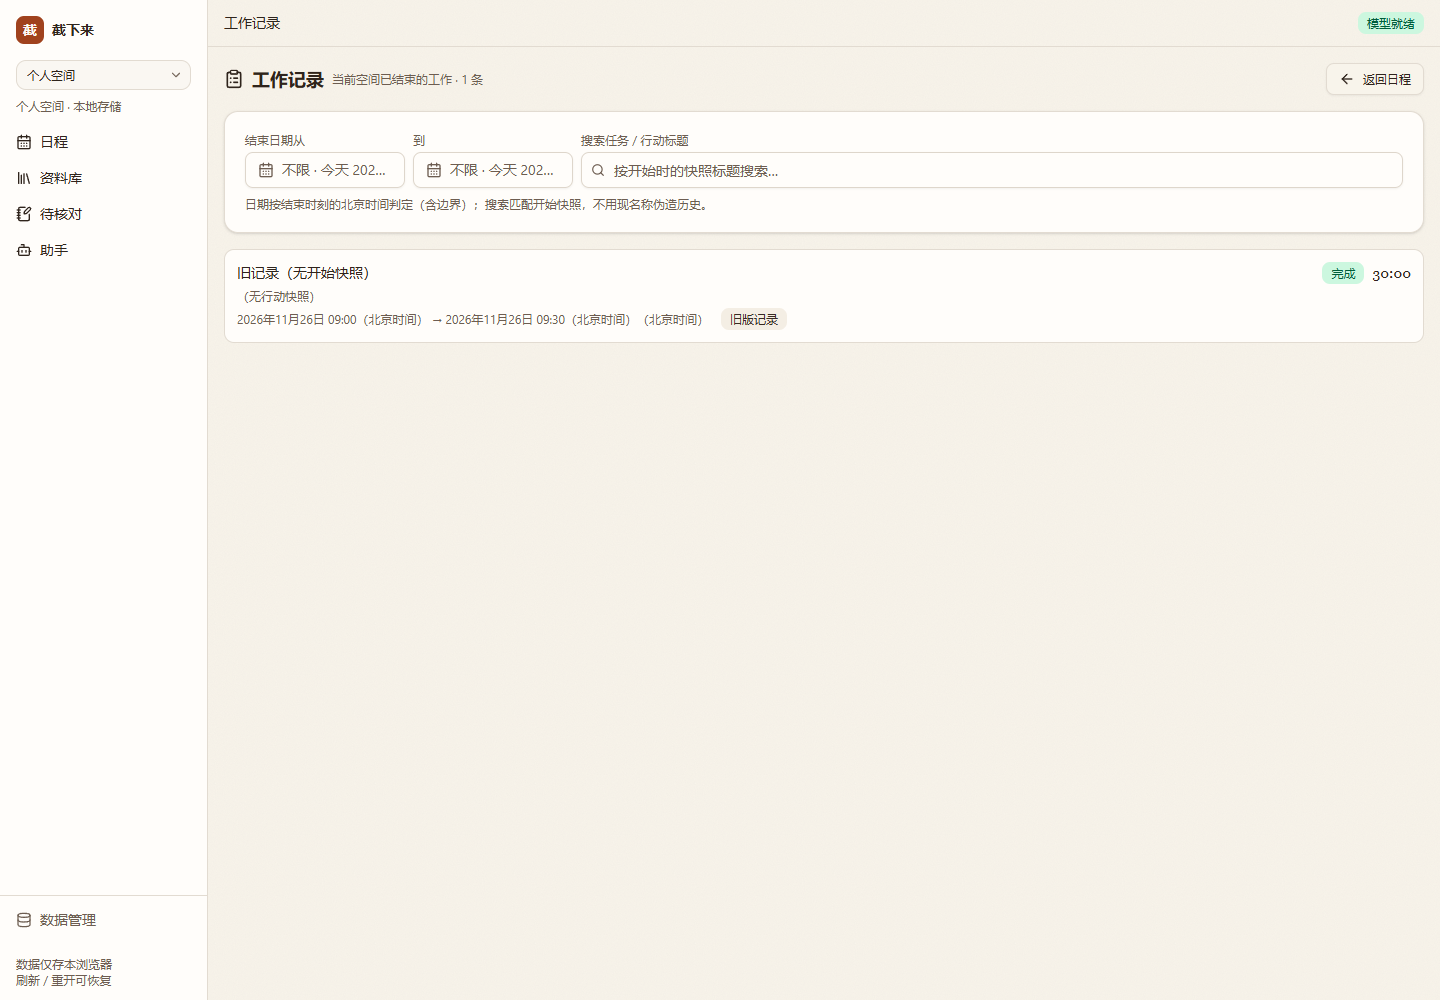 截 截下来
个人空间
个人空间 · 本地存储
日程
资料库
待核对
助手
数据管理
数据仅存本浏览器
刷新 / 重开可恢复
工作记录
模型就绪
工作记录 当前空间已结束的工作 · 1 条
返回日程
结束日期从 到 搜索任务 / 行动标题
不限 · 今天 202... 不限 · 今天 202... 按开始时的快照标题搜索...
日期按结束时刻的北京时间判定（含边界）；搜索匹配开始快照，不用现名称伪造历史。
旧记录（无开始快照） 完成 30:00
（无行动快照）
2026年11月26日 09:00（北京时间） → 2026年11月26日 09:30（北京时间）（北京时间） 旧版记录